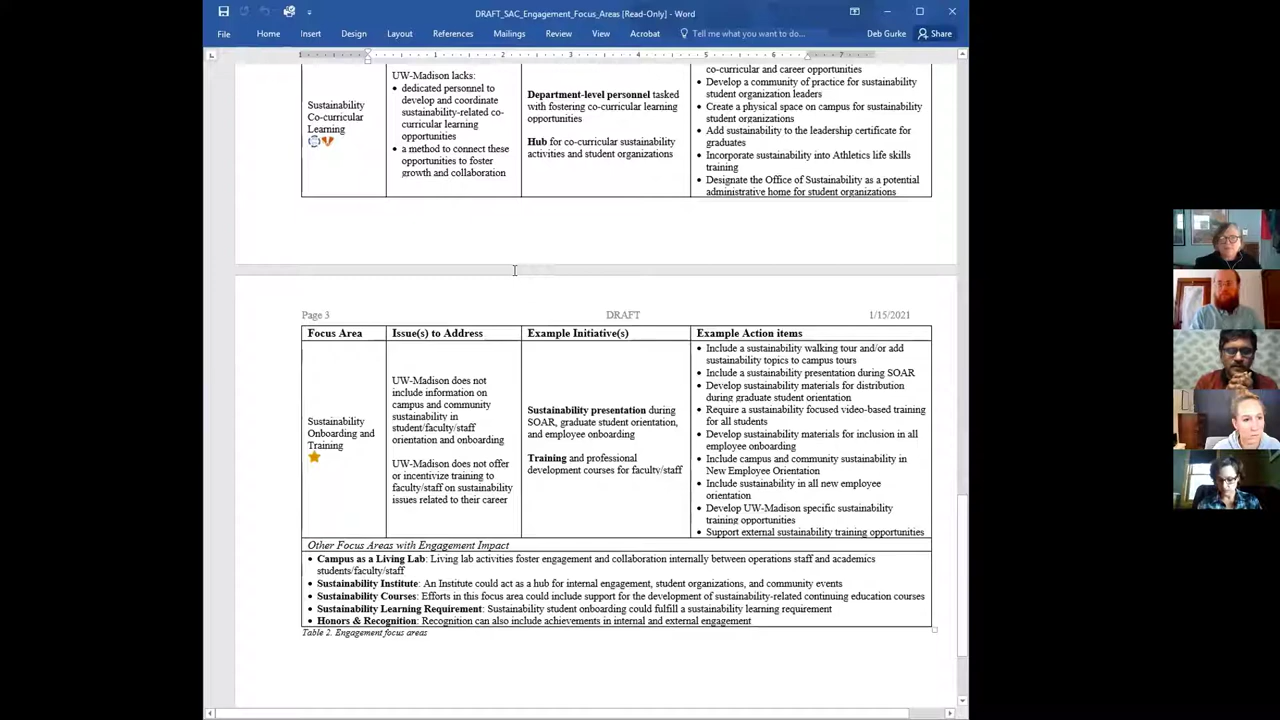 DRAFT_SAC_Engagement_Focus_Areas [Read-Only] - Word
File Home Insert Design Layout References Mailings Review View Acrobat Tell me what you want to do... Deb Gurke Share
1 1 2 3 4 5 6 7
Sustainability
Co-curricular
Learning
UW-Madison lacks:
• dedicated personnel to
develop and coordinate
sustainability-related co-
curricular learning
opportunities
• a method to connect these
opportunities to foster
growth and collaboration
Department-level personnel tasked
with fostering co-curricular learning
opportunities
Hub for co-curricular sustainability
activities and student organizations
co-curricular and career opportunities
• Develop a community of practice for sustainability
student organization leaders
• Create a physical space on campus for sustainability
student organizations
• Add sustainability to the leadership certificate for
graduates
• Incorporate sustainability into Athletics life skills
training
• Designate the Office of Sustainability as a potential
administrative home for student organizations
Page 3 DRAFT 1/15/2021
Focus Area Issue(s) to Address Example Initiative(s) Example Action items
Sustainability
Onboarding and
Training
UW-Madison does not
include information on
campus and community
sustainability in
student/faculty/staff
orientation and onboarding
UW-Madison does not offer
or incentivize training to
faculty/staff on sustainability
issues related to their career
Sustainability presentation during
SOAR, graduate student orientation,
and employee onboarding
Training and professional
development courses for faculty/staff
• Include a sustainability walking tour and/or add
sustainability topics to campus tours
• Include a sustainability presentation during SOAR
• Develop sustainability materials for distribution
during graduate student orientation
• Require a sustainability focused video-based training
for all students
• Develop sustainability materials for inclusion in all
employee onboarding
• Include campus and community sustainability in
New Employee Orientation
• Include sustainability in all new employee
orientation
• Develop UW-Madison specific sustainability
training opportunities
• Support external sustainability training opportunities
Other Focus Areas with Engagement Impact
• Campus as a Living Lab: Living lab activities foster engagement and collaboration internally between operations staff and academics
students/faculty/staff
• Sustainability Institute: An Institute could act as a hub for internal engagement, student organizations, and community events
• Sustainability Courses: Efforts in this focus area could include support for the development of sustainability-related continuing education courses
• Sustainability Learning Requirement: Sustainability student onboarding could fulfill a sustainability learning requirement
• Honors & Recognition: Recognition can also include achievements in internal and external engagement
Table 2. Engagement focus areas